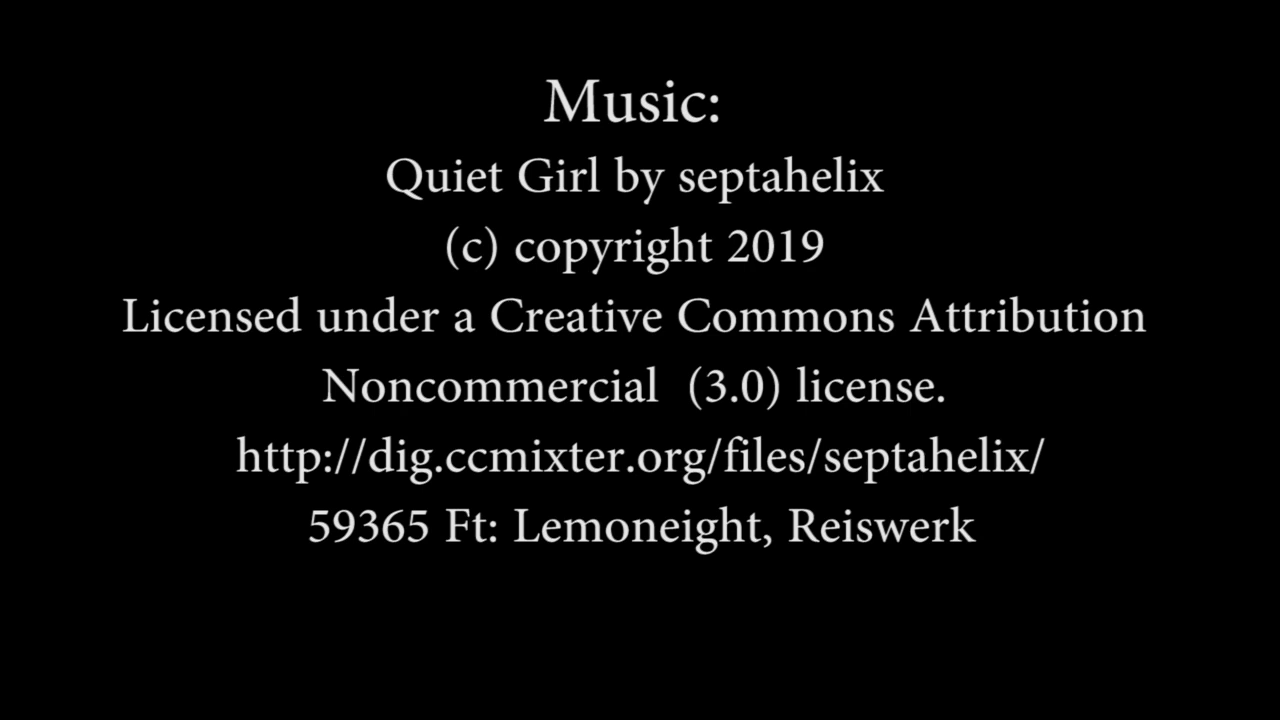 Music:
Quiet Girl by septahelix
(c) copyright 2019
Licensed under a Creative Commons Attribution
Noncommercial  (3.0) license.
http://dig.ccmixter.org/files/septahelix/
59365 Ft: Lemoneight, Reiswerk